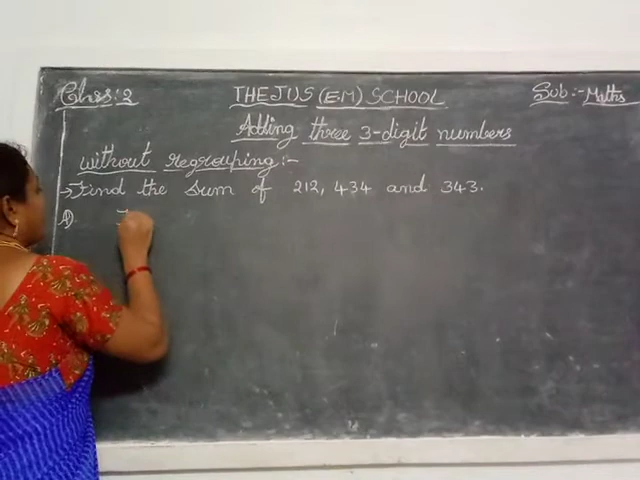 Class: 2 THEJUS (E.M) SCHOOL Sub:- Maths
Adding three 3-digit numbers
without regrouping:-
→ Find the sum of 212, 434 and 343.
A)